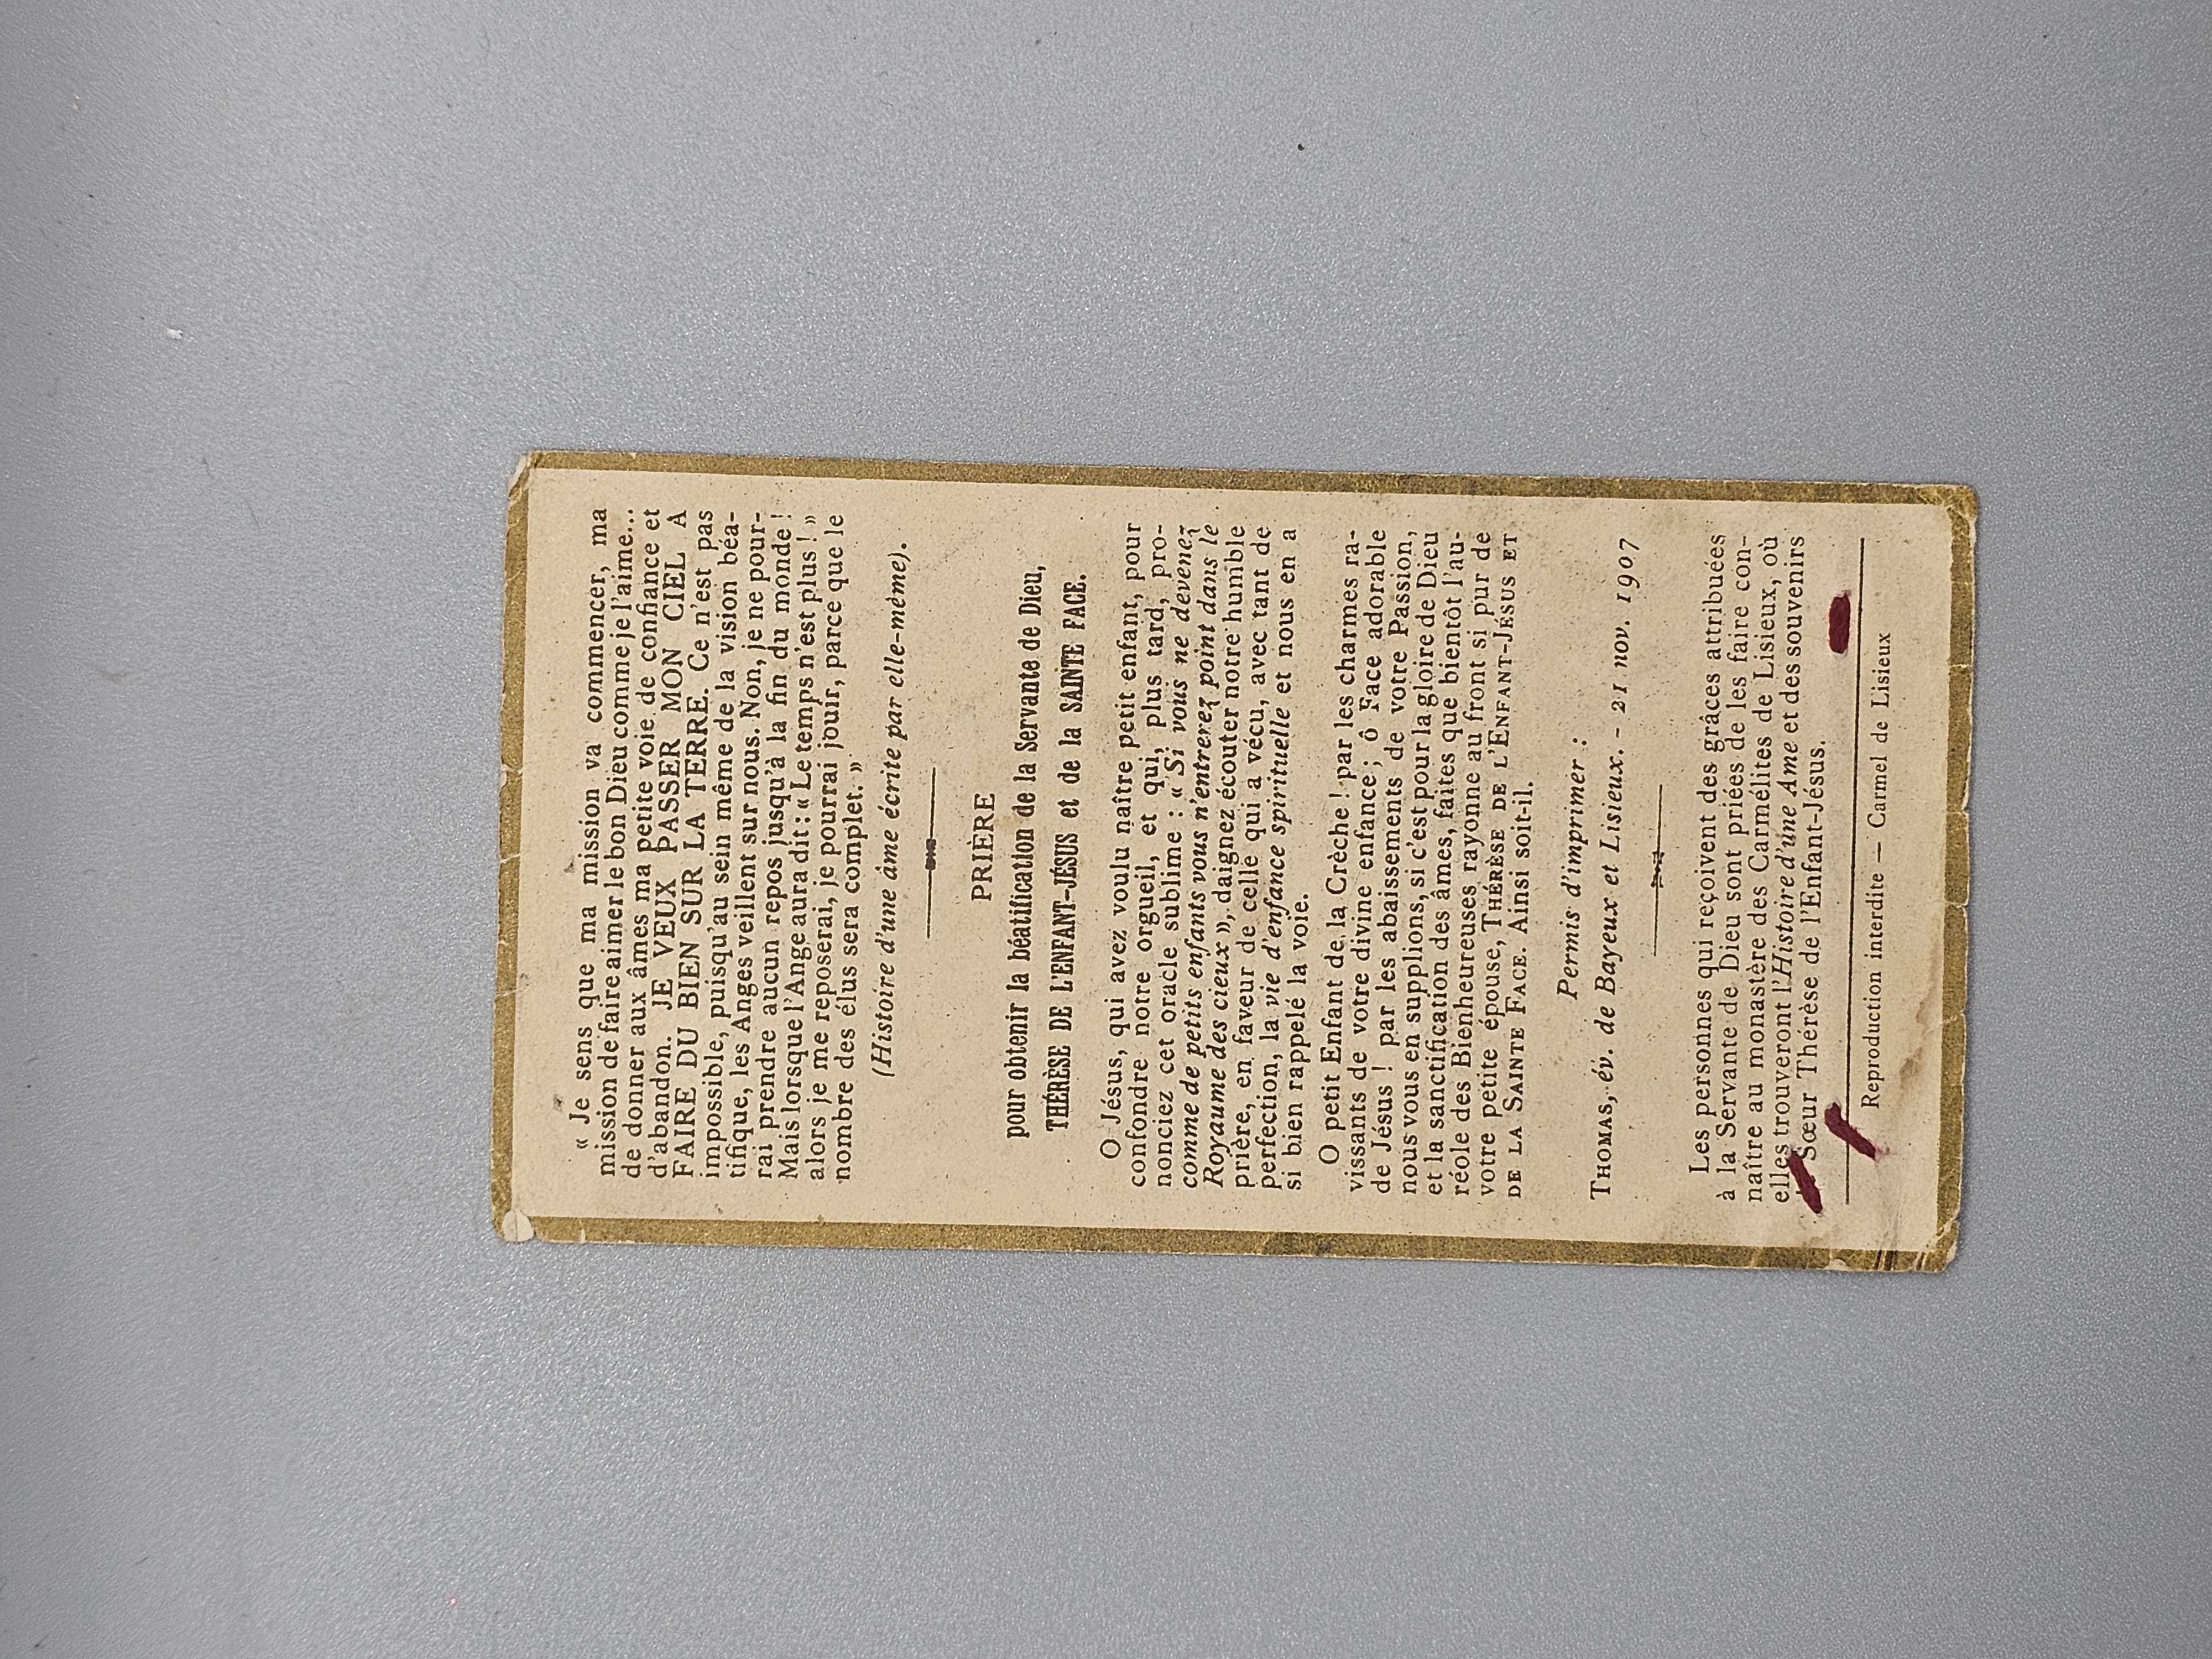 « Je sens que ma mission va commencer, ma
mission de faire aimer le bon Dieu comme je l'aime...
de donner aux âmes ma petite voie de confiance et
d'abandon. JE VEUX PASSER MON CIEL A
FAIRE DU BIEN SUR LA TERRE. Ce n'est pas
impossible, puisqu'au sein même de la vision béa-
tifique, les Anges veillent sur nous. Non, je ne pour-
rai prendre aucun repos jusqu'à la fin du monde !
Mais lorsque l'Ange aura dit : « Le temps n'est plus ! »
alors je me reposerai, je pourrai jouir, parce que le
nombre des élus sera complet. »
(Histoire d'une âme écrite par elle-même).
PRIÈRE
pour obtenir la béatification de la Servante de Dieu,
THÉRÈSE DE L'ENFANT-JÉSUS et de la SAINTE FACE.
O Jésus, qui avez voulu naître petit enfant, pour
confondre notre orgueil, et qui, plus tard, pro-
nonciez cet oracle sublime : « Si vous ne devenez
comme de petits enfants vous n'entrerez point dans le
Royaume des cieux », daignez écouter notre humble
prière, en faveur de celle qui a vécu, avec tant de
perfection, la vie d'enfance spirituelle et nous en a
si bien rappelé la voie.
O petit Enfant de la Crèche ! par les charmes ra-
vissants de votre divine enfance ; ô Face adorable
de Jésus ! par les abaissements de votre Passion,
nous vous en supplions, si c'est pour la gloire de Dieu
et la sanctification des âmes, faites que bientôt l'au-
réole des Bienheureuses rayonne au front si pur de
votre petite épouse, THÉRÈSE DE L'ENFANT-JÉSUS ET
DE LA SAINTE FACE. Ainsi soit-il.
Permis d'imprimer :
THOMAS, év. de Bayeux et Lisieux. - 21 nov. 1907
Les personnes qui reçoivent des grâces attribuées
à la Servante de Dieu sont priées de les faire con-
naître au monastère des Carmélites de Lisieux, où
elles trouveront l'Histoire d'une Ame et des souvenirs
Sœur Thérèse de l'Enfant-Jésus.
Reproduction interdite — Carmel de Lisieux